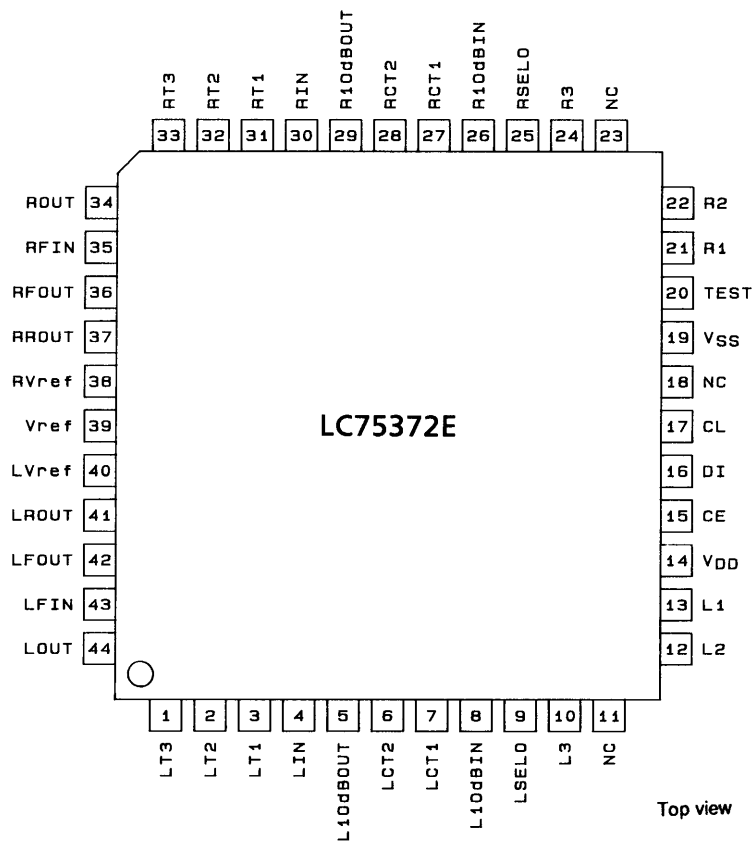 RT3 RT2 RT1 RIN R10dBOUT RCT2 RCT1 R10dBIN RSELO R3 NC
33 32 31 30 29 28 27 26 25 24 23
ROUT 34
RFIN 35
RFOUT 36
RROUT 37
RVref 38
Vref 39
LVref 40
LROUT 41
LFOUT 42
LFIN 43
LOUT 44
LC75372E
22 R2
21 R1
20 TEST
19 VSS
18 NC
17 CL
16 DI
15 CE
14 VDD
13 L1
12 L2
1 2 3 4 5 6 7 8 9 10 11
LT3 LT2 LT1 LIN L10dBOUT LCT2 LCT1 L10dBIN LSELO L3 NC
Top view